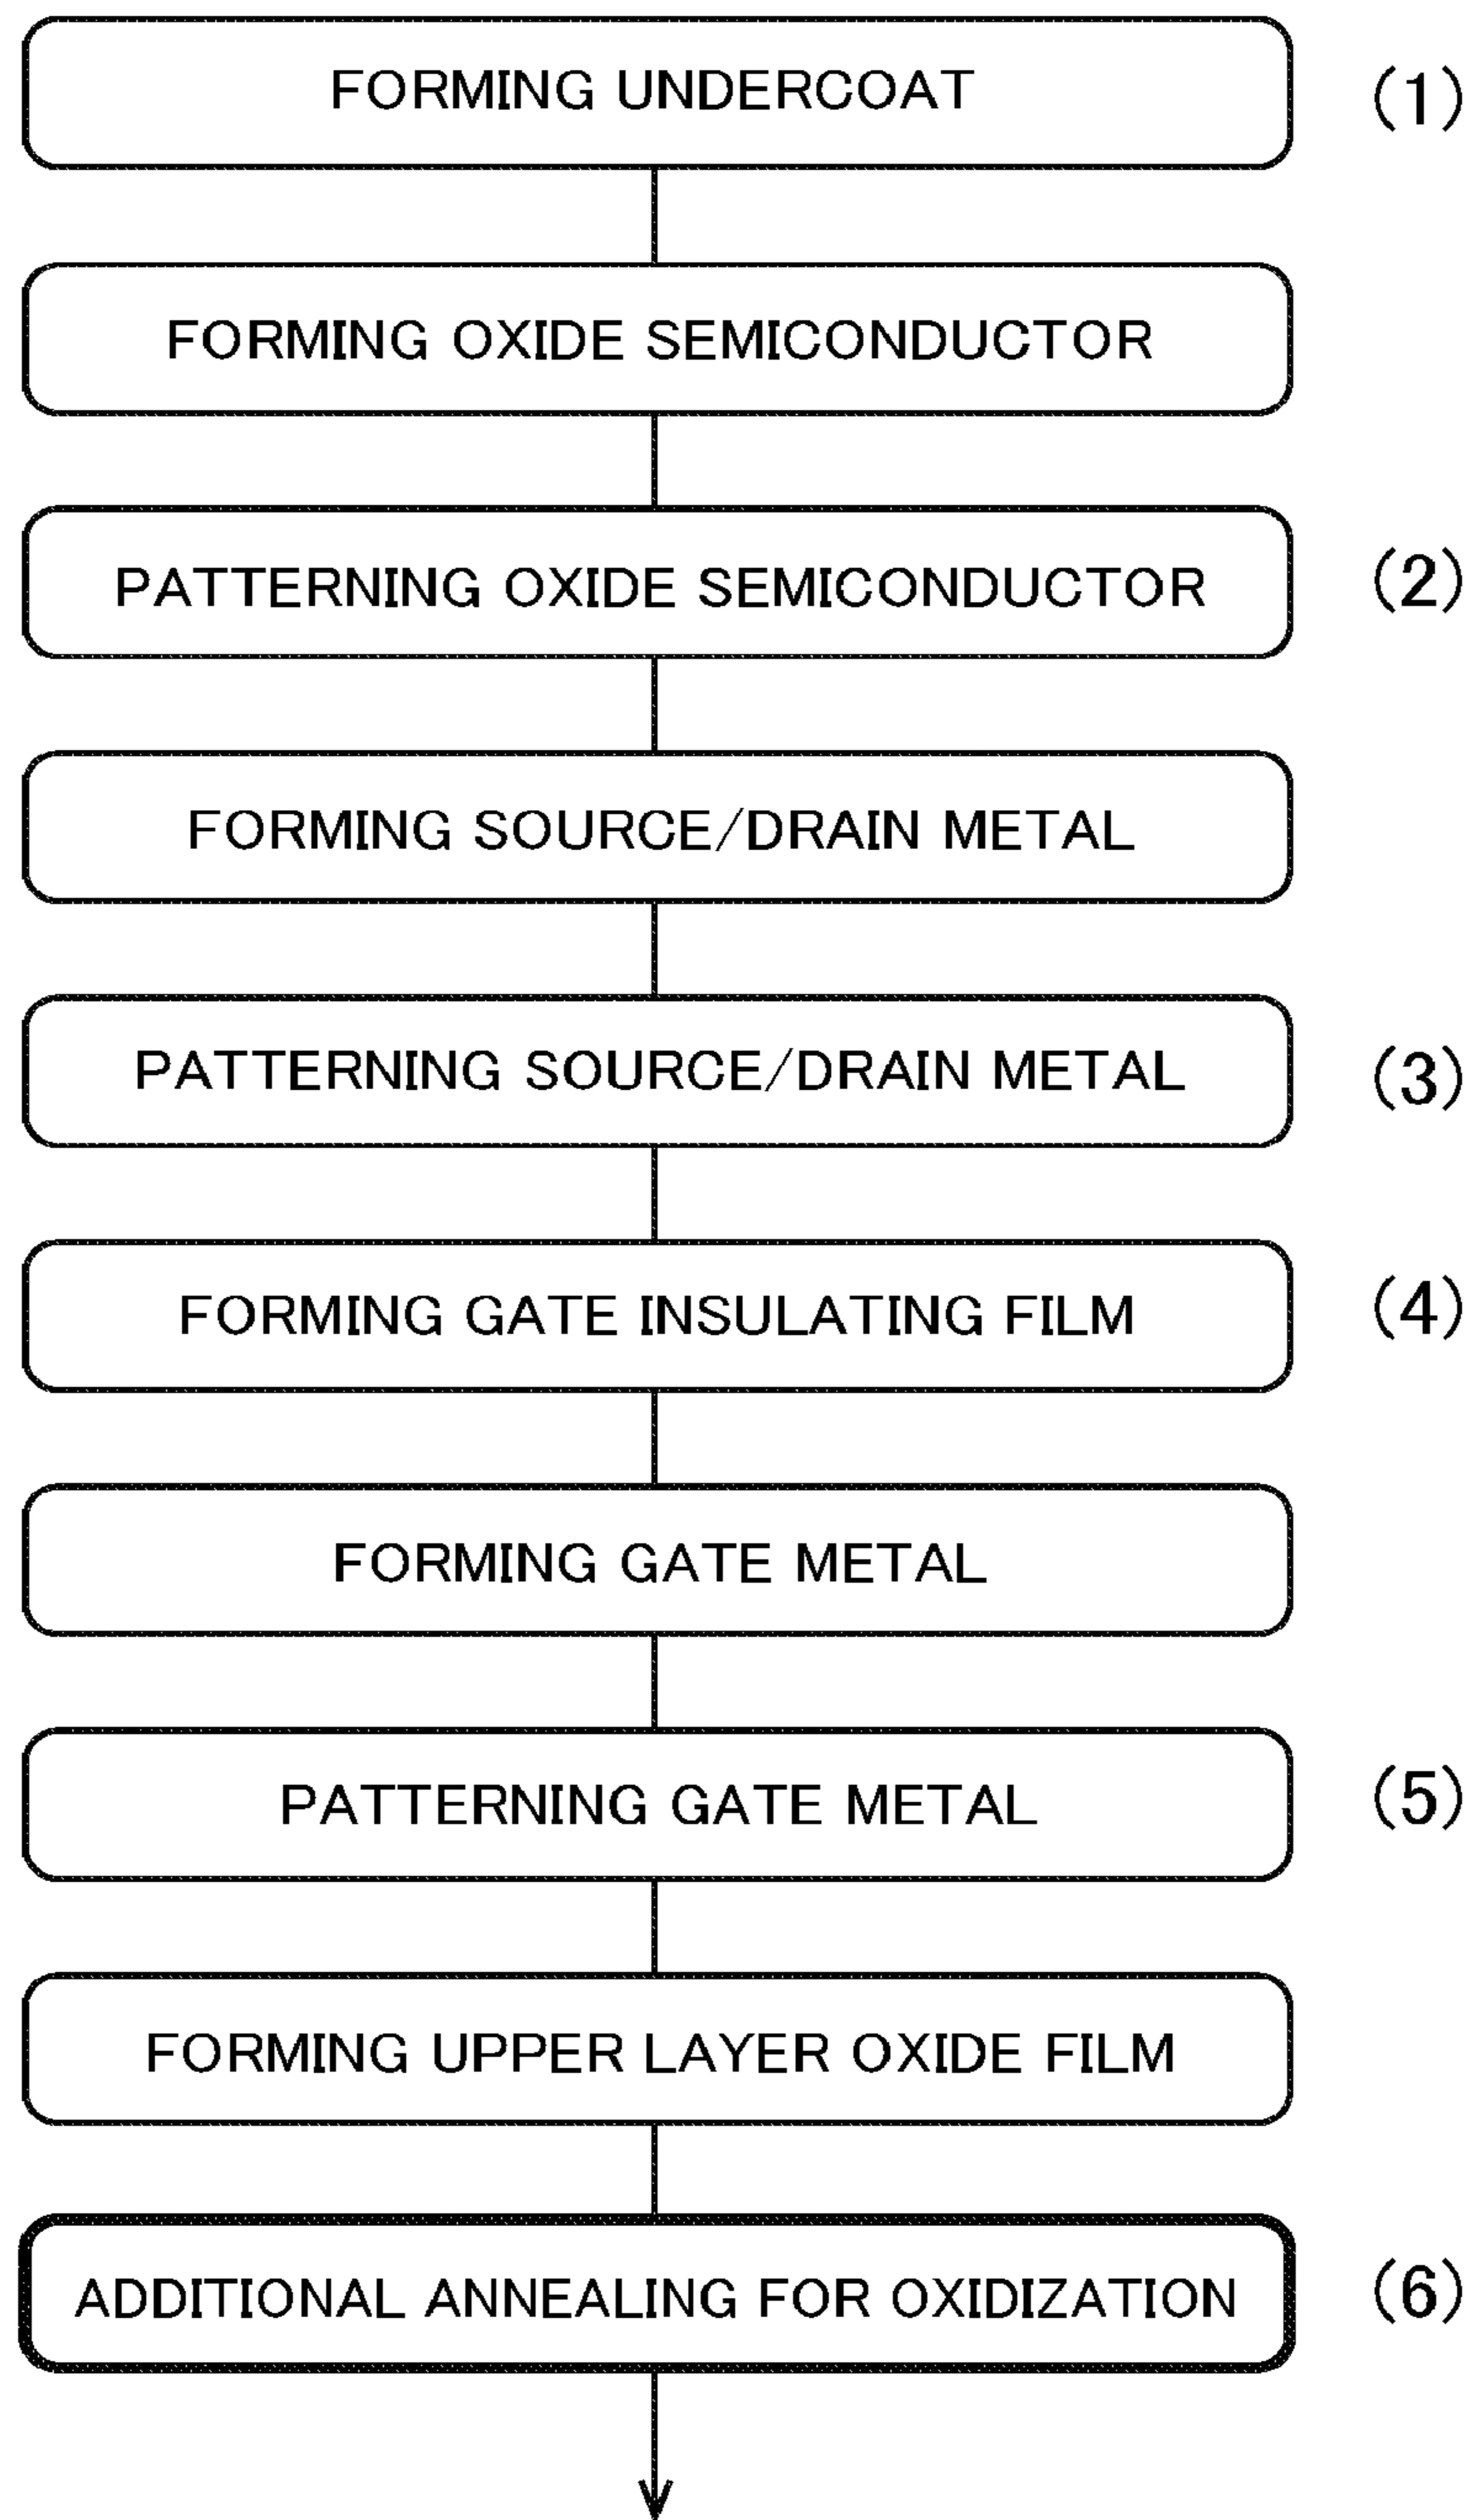 FORMING UNDERCOAT (1)
FORMING OXIDE SEMICONDUCTOR
PATTERNING OXIDE SEMICONDUCTOR (2)
FORMING SOURCE/DRAIN METAL
PATTERNING SOURCE/DRAIN METAL (3)
FORMING GATE INSULATING FILM (4)
FORMING GATE METAL
PATTERNING GATE METAL (5)
FORMING UPPER LAYER OXIDE FILM
ADDITIONAL ANNEALING FOR OXIDIZATION (6)